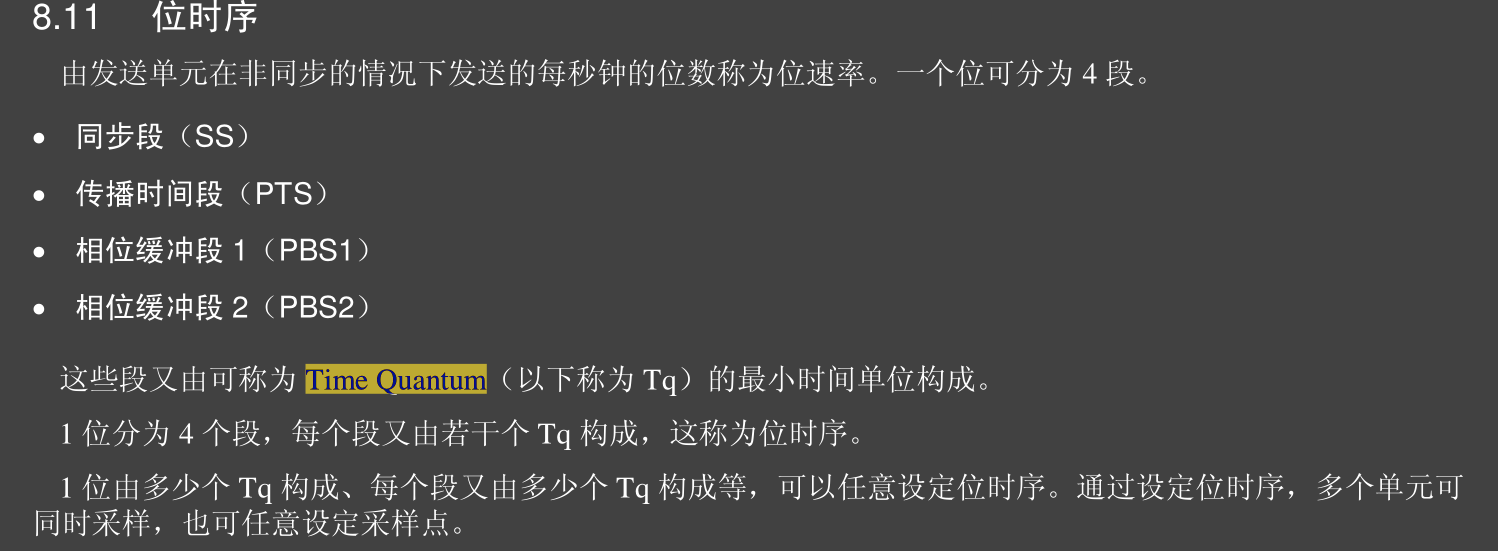 8.11 位时序
由发送单元在非同步的情况下发送的每秒钟的位数称为位速率。一个位可分为 4 段。
• 同步段（SS）
• 传播时间段（PTS）
• 相位缓冲段 1（PBS1）
• 相位缓冲段 2（PBS2）
这些段又由可称为 Time Quantum（以下称为 Tq）的最小时间单位构成。
1 位分为 4 个段，每个段又由若干个 Tq 构成，这称为位时序。
1 位由多少个 Tq 构成、每个段又由多少个 Tq 构成等，可以任意设定位时序。通过设定位时序，多个单元可
同时采样，也可任意设定采样点。